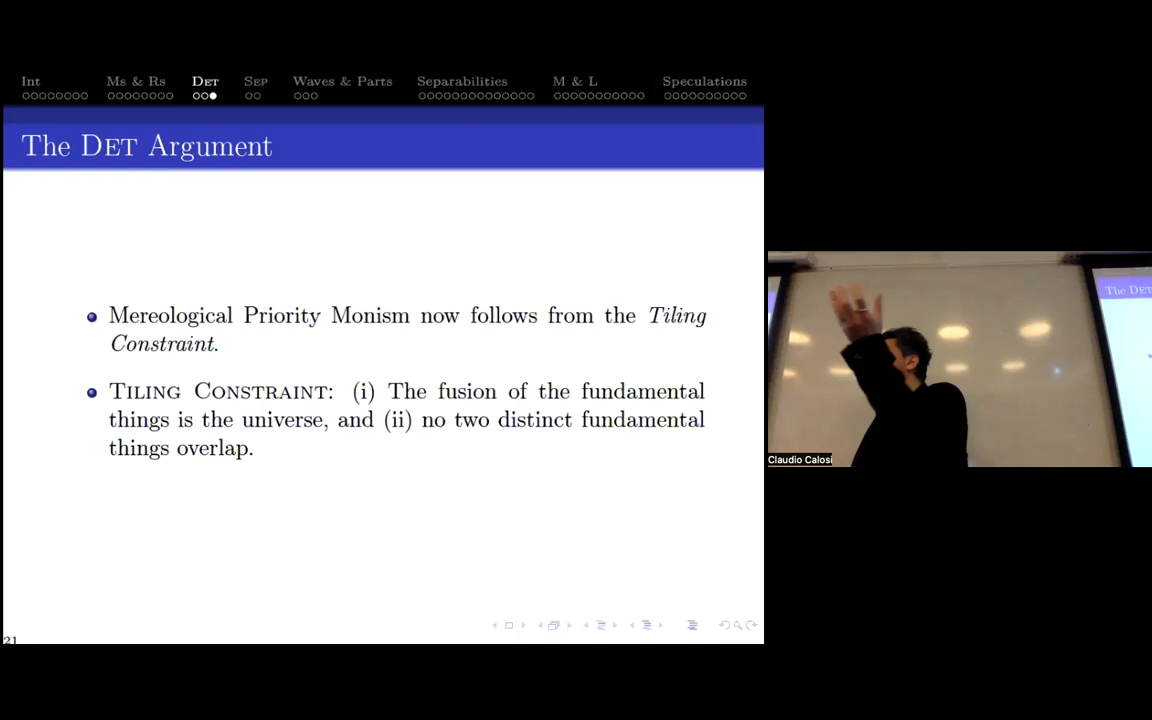 Int Ms & Rs Det Sep Waves & Parts Separabilities M & L Speculations
The Det Argument
Mereological Priority Monism now follows from the Tiling
Constraint.
Tiling Constraint: (i) The fusion of the fundamental
things is the universe, and (ii) no two distinct fundamental
things overlap.
21
The Det
Claudio Calosi